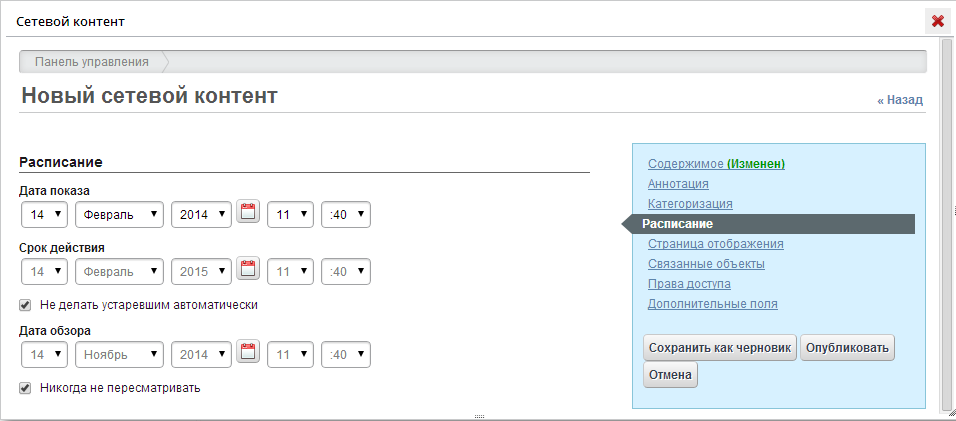 Сетевой контент
Панель управления
Новый сетевой контент
« Назад
Расписание
Дата показа
14 Февраль 2014 11 :40
Срок действия
14 Февраль 2015 11 :40
Не делать устаревшим автоматически
Дата обзора
14 Ноябрь 2014 11 :40
Никогда не пересматривать
Содержимое (Изменен)
Аннотация
Категоризация
Расписание
Страница отображения
Связанные объекты
Права доступа
Дополнительные поля
Сохранить как черновик Опубликовать
Отмена